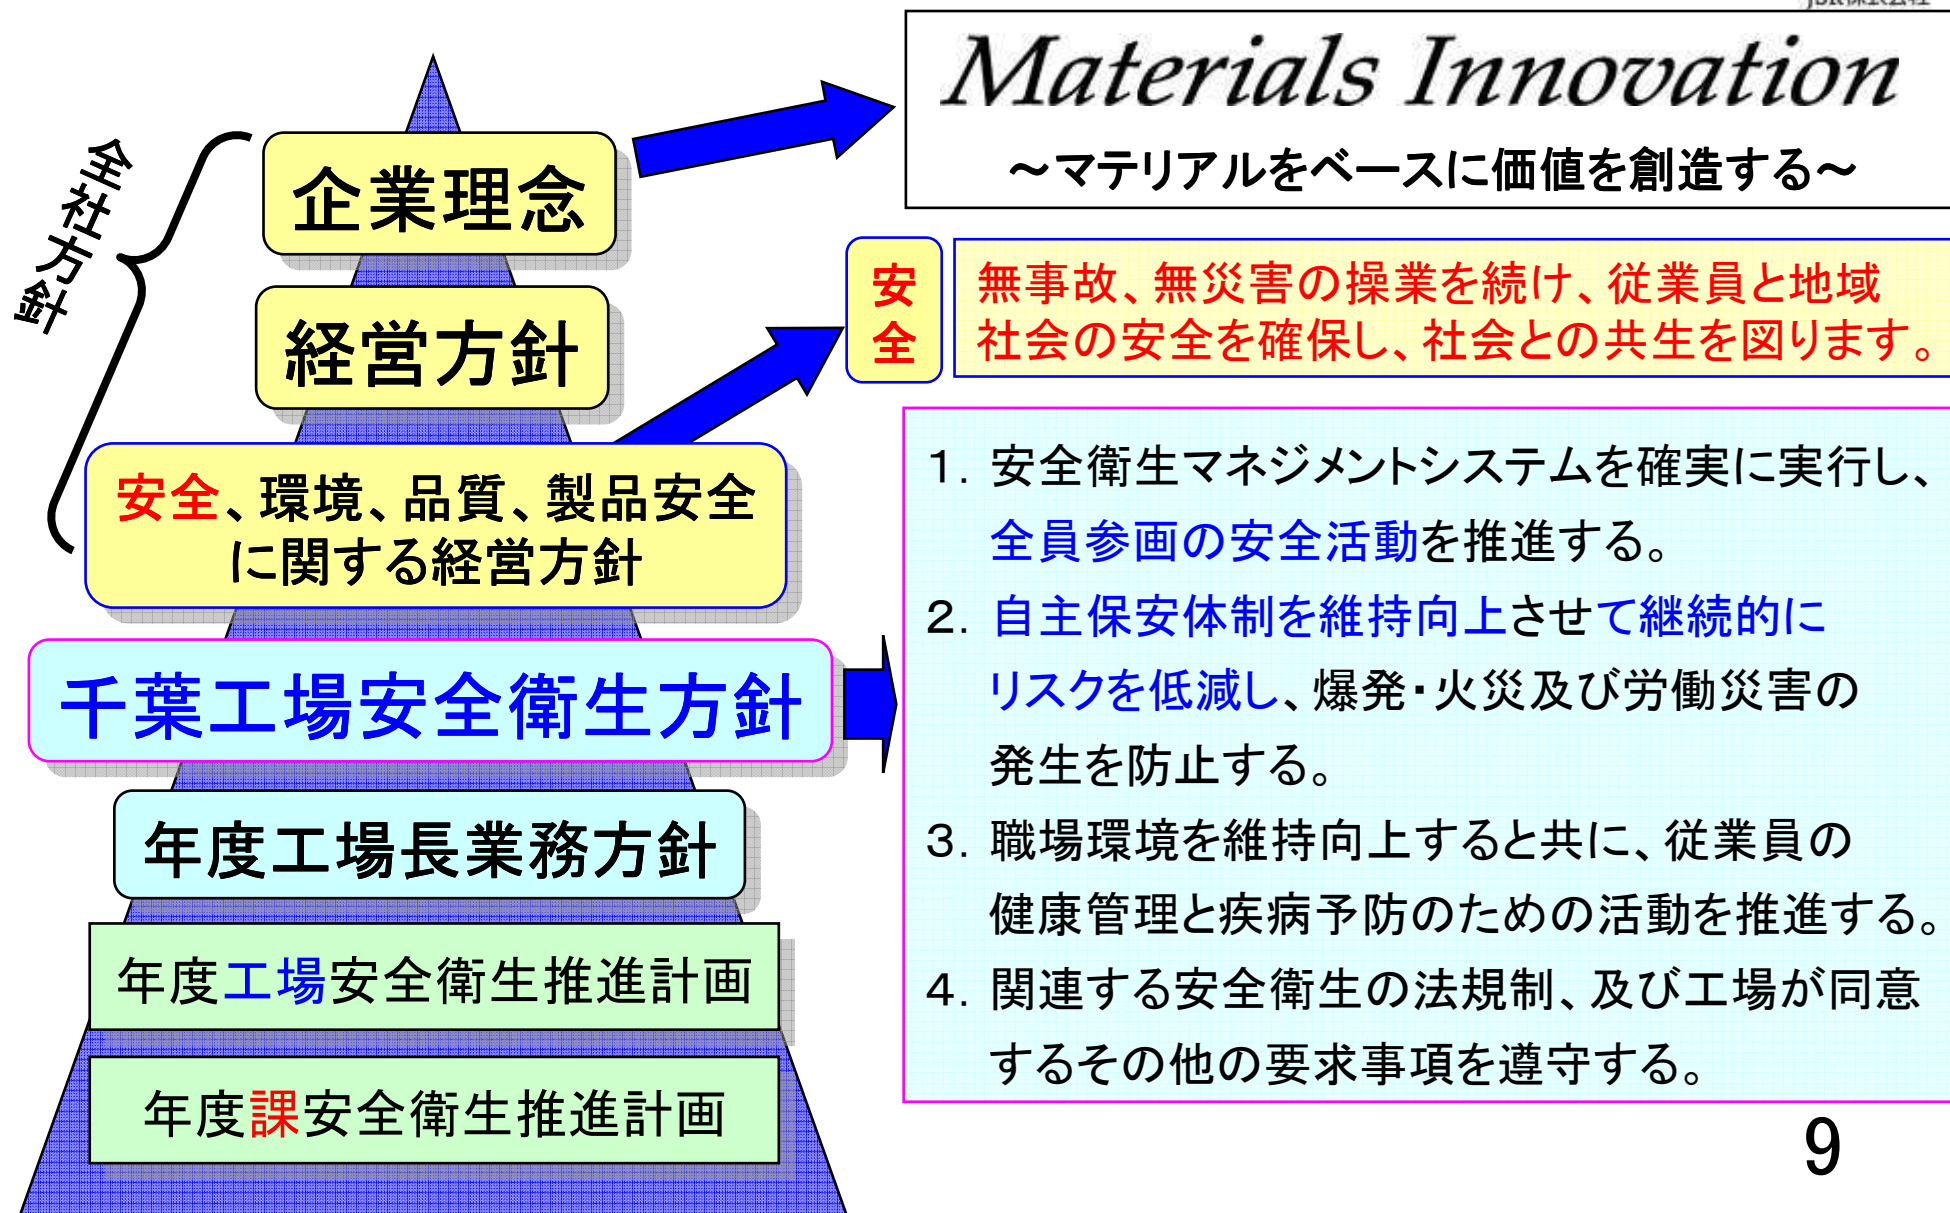 Materials Innovation
～マテリアルをベースに価値を創造する～
全社方針
企業理念
経営方針
安全、環境、品質、製品安全
に関する経営方針
千葉工場安全衛生方針
年度工場長業務方針
年度工場安全衛生推進計画
年度課安全衛生推進計画
安全
無事故、無災害の操業を続け、従業員と地域
社会の安全を確保し、社会との共生を図ります。
1. 安全衛生マネジメントシステムを確実に実行し、
全員参画の安全活動を推進する。
2. 自主保安体制を維持向上させて継続的に
リスクを低減し、爆発・火災及び労働災害の
発生を防止する。
3. 職場環境を維持向上すると共に、従業員の
健康管理と疾病予防のための活動を推進する。
4. 関連する安全衛生の法規制、及び工場が同意
するその他の要求事項を遵守する。
9